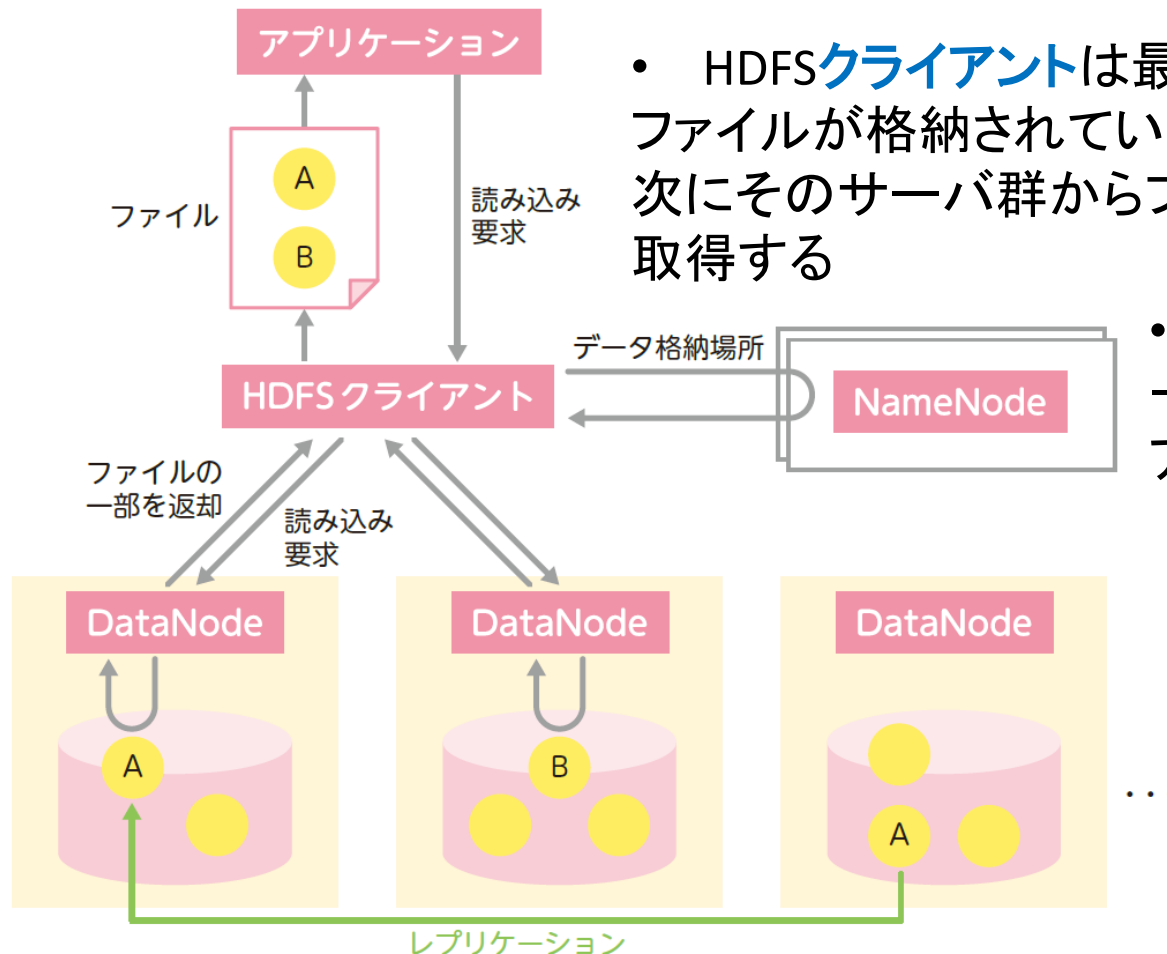 アプリケーション
• HDFSクライアントは最
ファイルが格納されてい
次にそのサーバ群から
取得する
読み込み
要求
ファイル
A
B
データ格納場所
HDFSクライアント
NameNode
•
ファイルの
一部を返却
読み込み
要求
DataNode
DataNode
DataNode
A
B
A
‥
レプリケーション